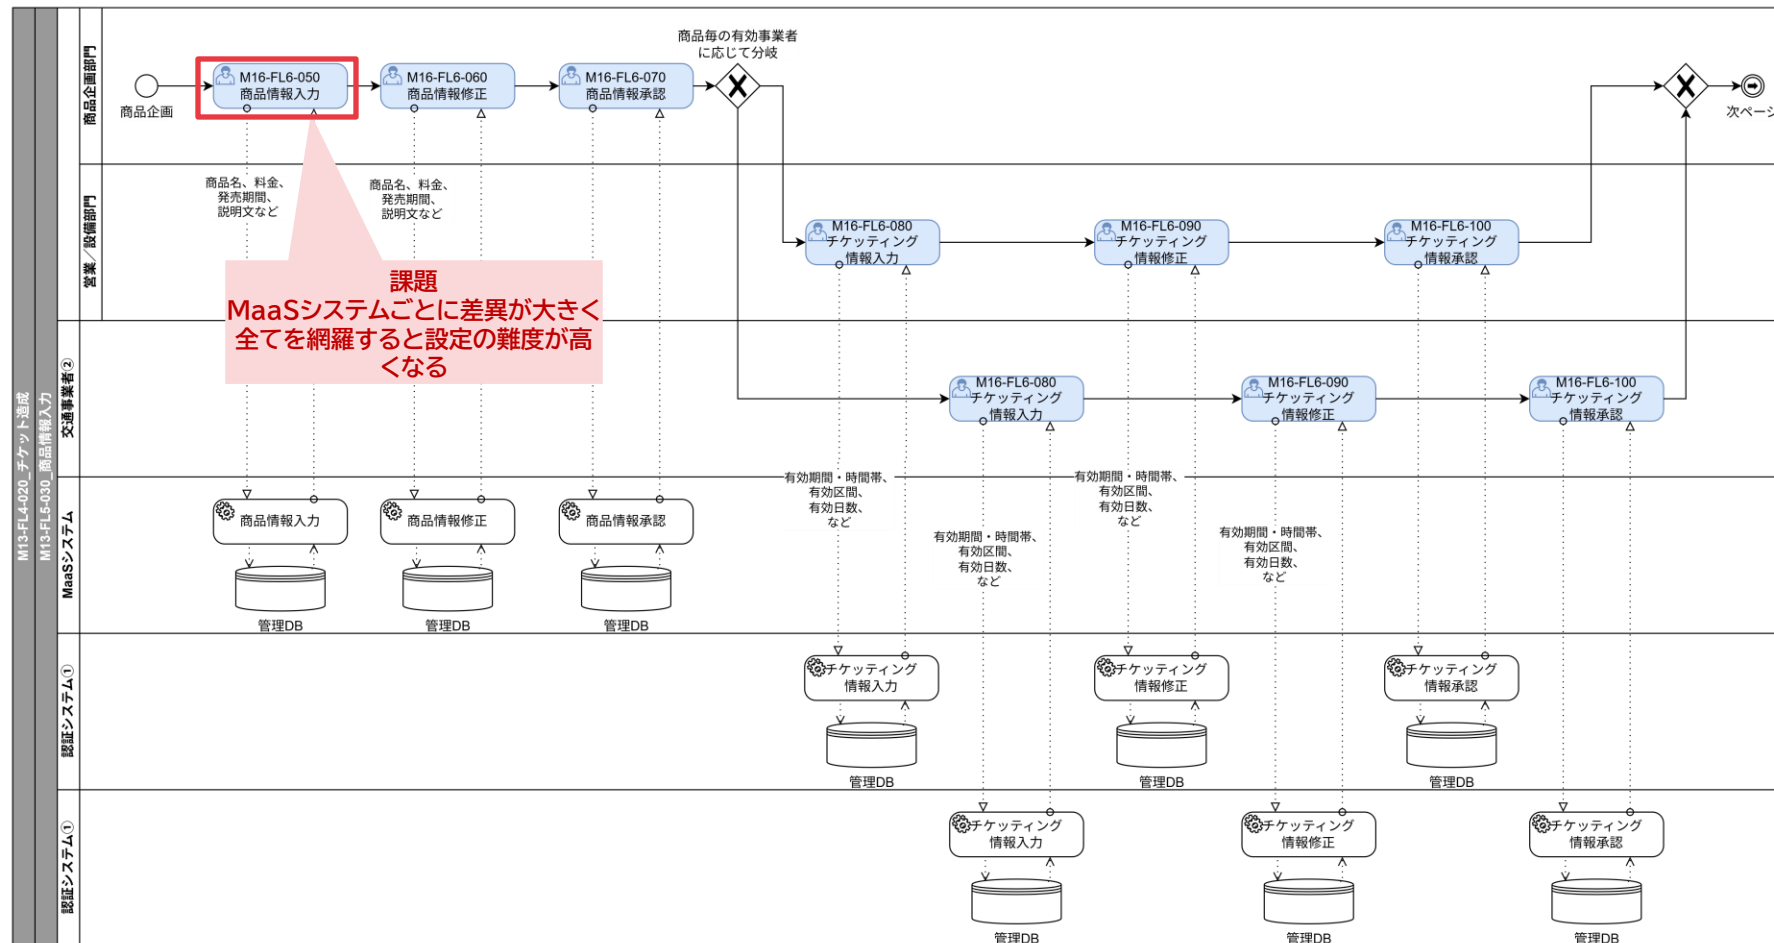 M13-FL4-020_チケット造成
M13-FL5-030_商品情報入力
商品企画部門
商品企画
M16-FL6-050
商品情報入力
M16-FL6-060
商品情報修正
M16-FL6-070
商品情報承認
商品毎の有効事業者
に応じて分岐
次ページ
商品名、料金、
発売期間、
説明文など
商品名、料金、
発売期間、
説明文など
営業／設備部門
M16-FL6-080
チケッティング
情報入力
M16-FL6-090
チケッティング
情報修正
M16-FL6-100
チケッティング
情報承認
課題
MaaSシステムごとに差異が大きく
全てを網羅すると設定の難度が高
くなる
交通事業者②
M16-FL6-080
チケッティング
情報入力
M16-FL6-090
チケッティング
情報修正
M16-FL6-100
チケッティング
情報承認
有効期間・時間帯、
有効区間、
有効日数、
など
有効期間・時間帯、
有効区間、
有効日数、
など
有効期間・時間帯、
有効区間、
有効日数、
など
有効期間・時間帯、
有効区間、
有効日数、
など
MaaSシステム
商品情報入力
商品情報修正
商品情報承認
管理DB
管理DB
管理DB
認証システム①
チケッティング
情報入力
チケッティング
情報修正
チケッティング
情報承認
管理DB
管理DB
管理DB
認証システム①
チケッティング
情報入力
チケッティング
情報修正
チケッティング
情報承認
管理DB
管理DB
管理DB